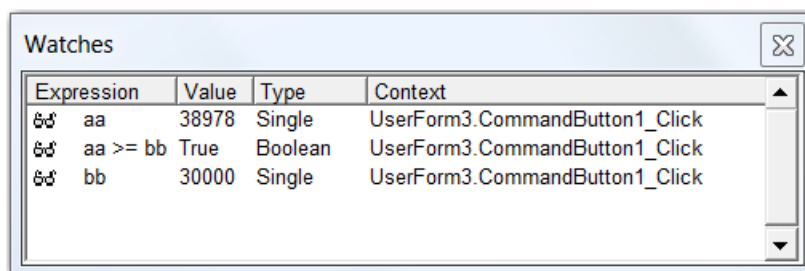 Watches
Expression Value Type Context
aa 38978 Single UserForm3.CommandButton1_Click
aa >= bb True Boolean UserForm3.CommandButton1_Click
bb 30000 Single UserForm3.CommandButton1_Click